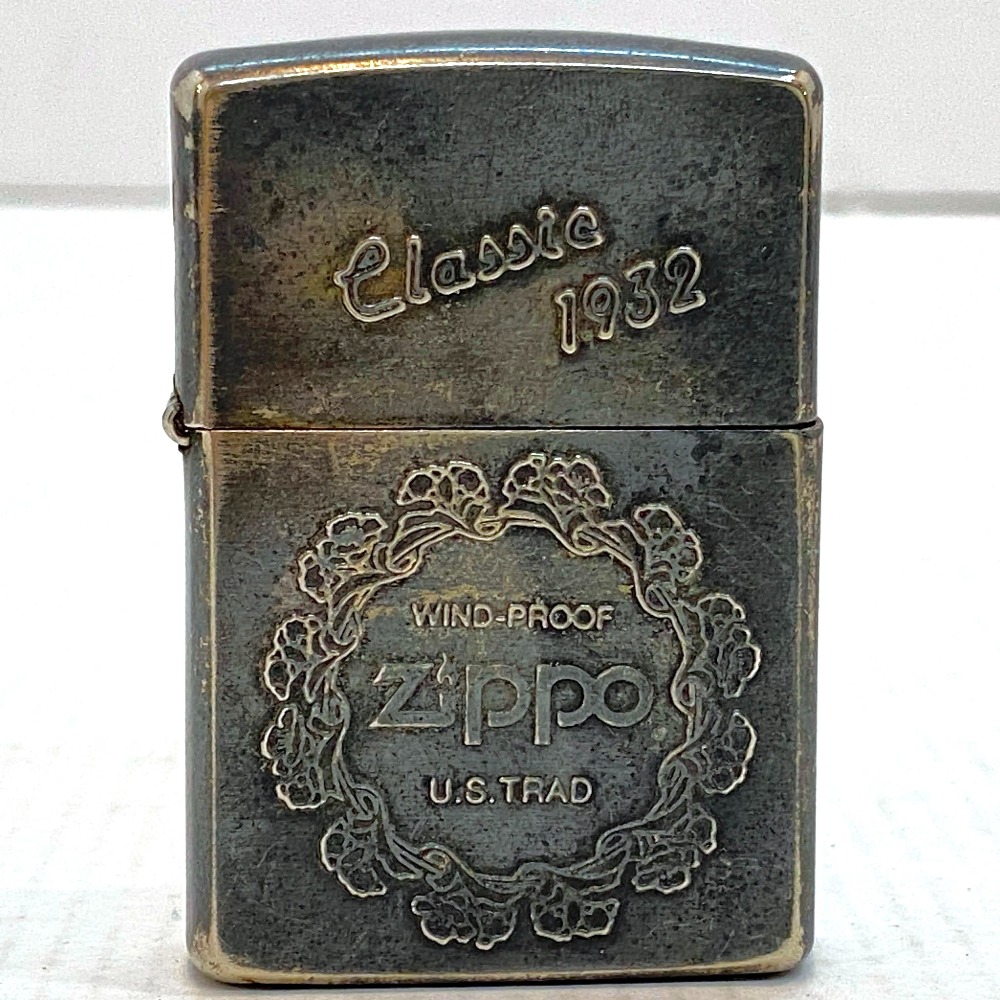 Classic
1932
WIND-PROOF
Zippo
U.S.TRAD